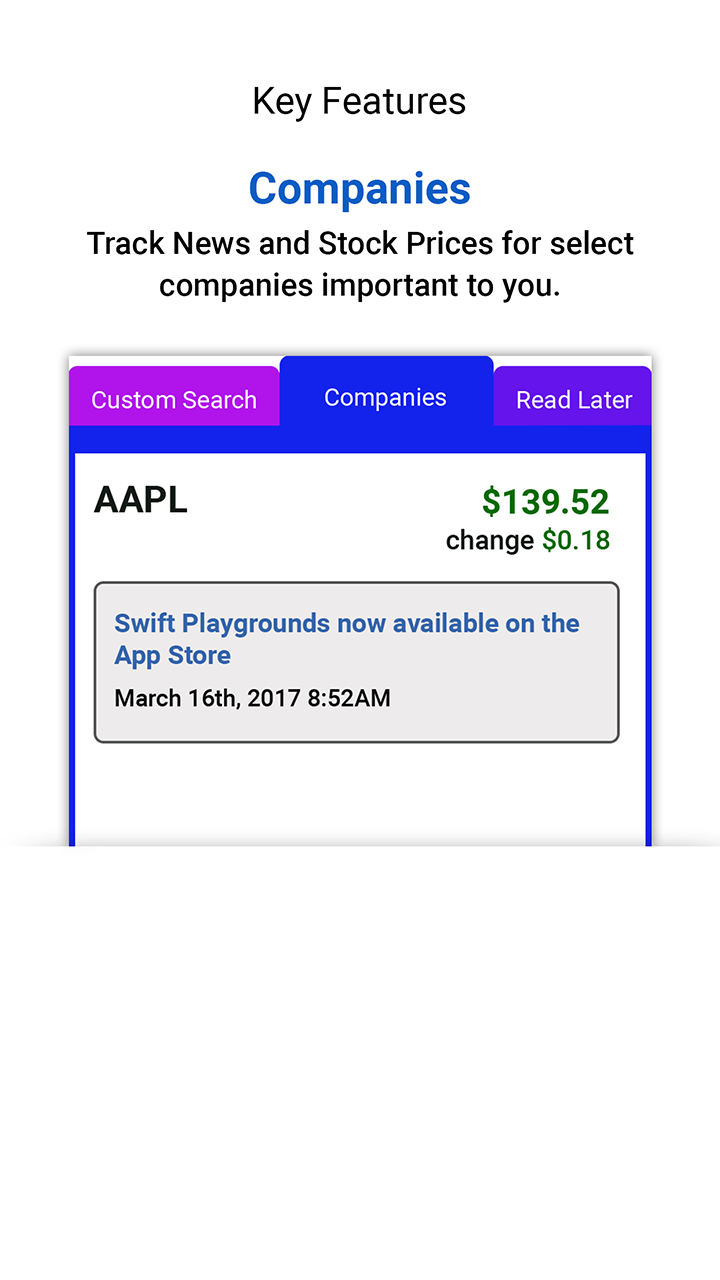 Key Features
Companies
Track News and Stock Prices for select
companies important to you.
Custom Search
Companies
Read Later
AAPL
$139.52
change $0.18
Swift Playgrounds now available on the
App Store
March 16th, 2017 8:52AM